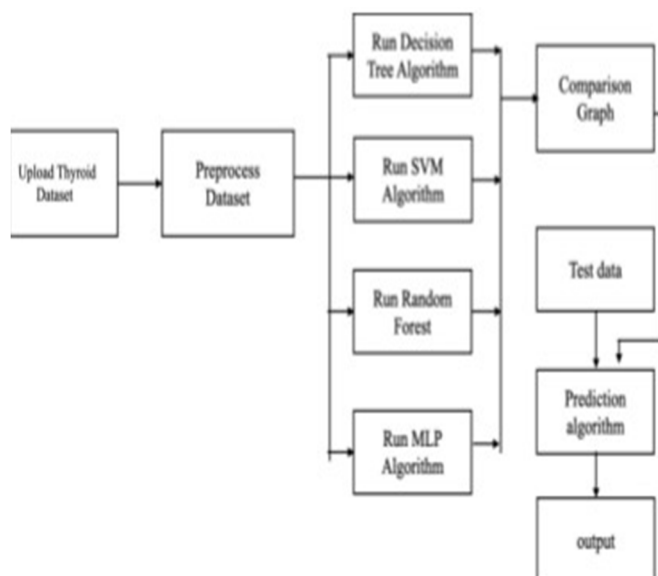 Upload Thyroid
Dataset
Preprocess
Dataset
Run Decision
Tree Algorithm
Run SVM
Algorithm
Run Random
Forest
Run MLP
Algorithm
Comparison
Graph
Test data
Prediction
algorithm
output